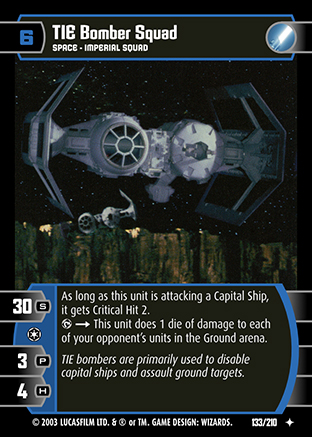 6
TIE Bomber Squad
SPACE - IMPERIAL SQUAD
30 S
As long as this unit is attacking a Capital Ship,
it gets Critical Hit 2.
→ This unit does 1 die of damage to each
of your opponent's units in the Ground arena.
3 P
TIE bombers are primarily used to disable
capital ships and assault ground targets.
4 H
© 2003 LUCASFILM LTD. & ® or TM. GAME DESIGN: WIZARDS.
133/210